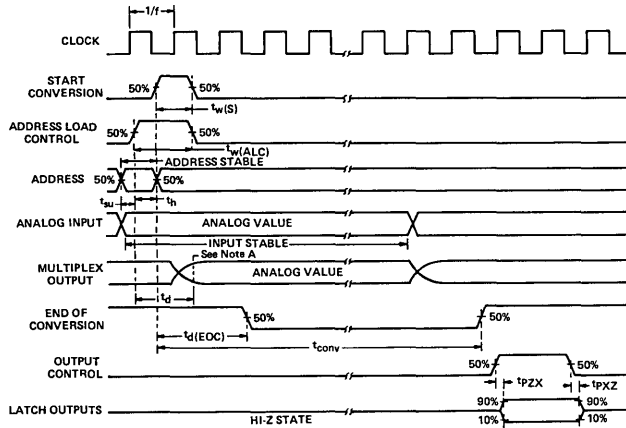 1/f
CLOCK
START
CONVERSION
50%
50%
tw(S)
ADDRESS LOAD
CONTROL
50%
50%
tw(ALC)
ADDRESS STABLE
ADDRESS
50%
50%
tsu
th
ANALOG INPUT
ANALOG VALUE
INPUT STABLE
See Note A
MULTIPLEX
OUTPUT
ANALOG VALUE
td
END OF
CONVERSION
50%
50%
td(EOC)
tconv
OUTPUT
CONTROL
50%
50%
tPZX
tPXZ
LATCH OUTPUTS
90%
90%
10%
10%
HI-Z STATE